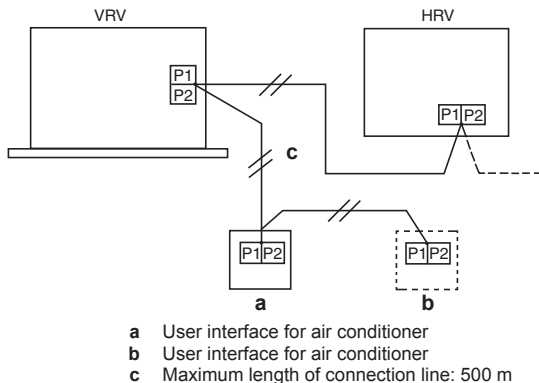 VRV HRV
P1
P2
P1 P2
c
P1 P2 P1 P2
a b
a User interface for air conditioner
b User interface for air conditioner
c Maximum length of connection line: 500 m